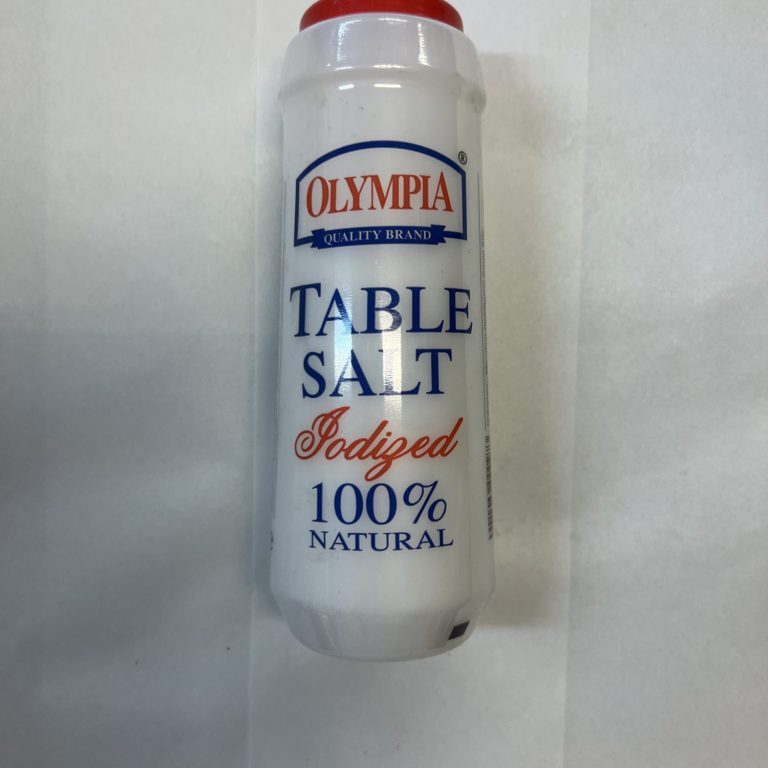 OLYMPIA ®
QUALITY BRAND
TABLE
SALT
Iodized
100%
NATURAL